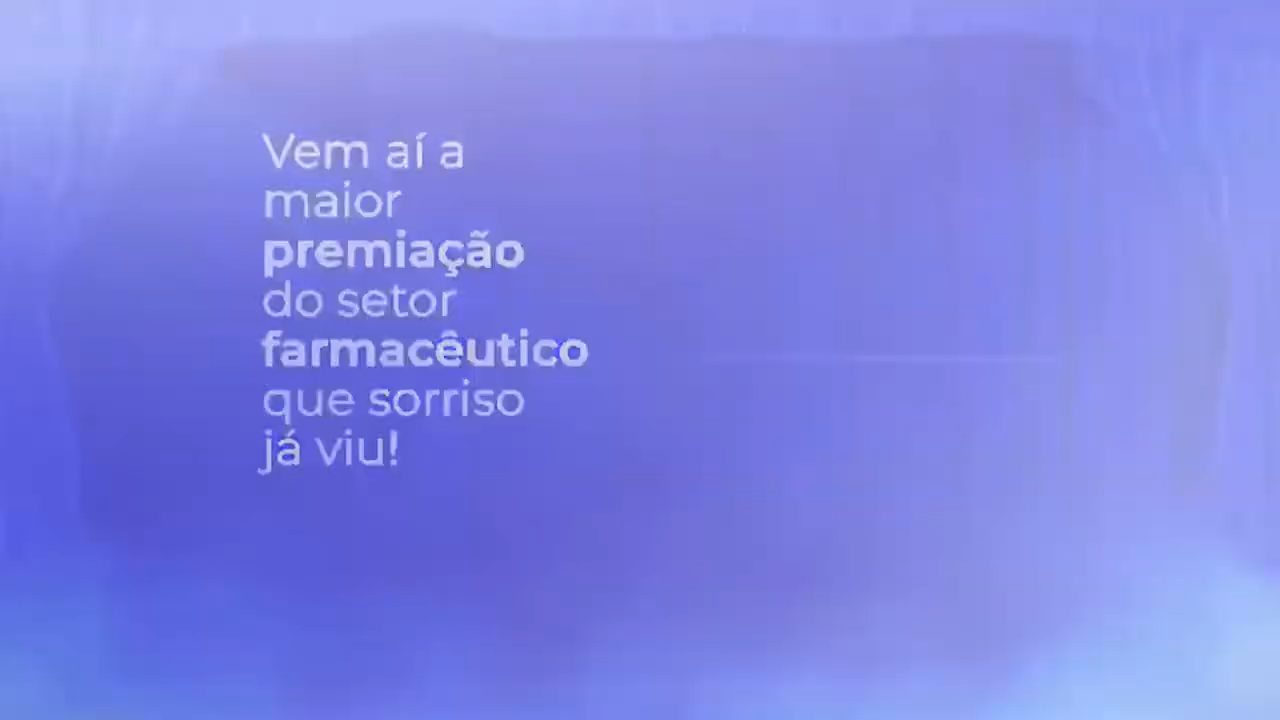 Vem aí a
maior
premiação
do setor
farmacêutico
que sorriso
já viu!